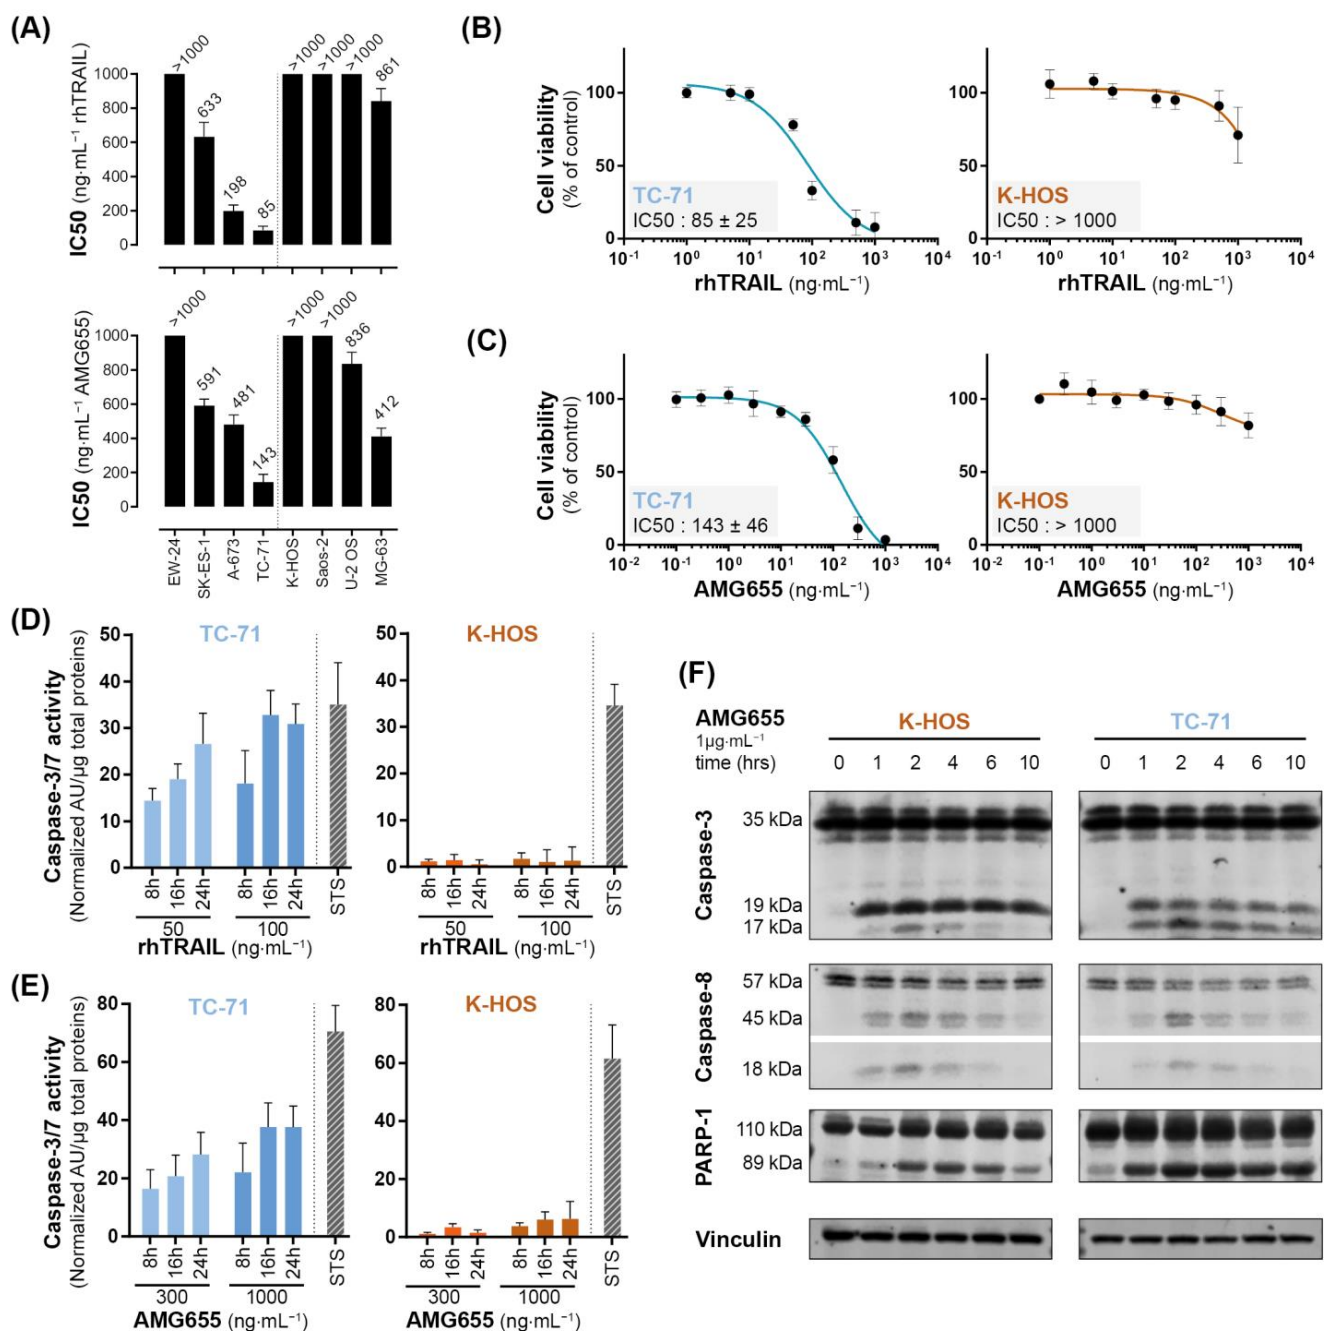 (A)
IC50 (ng·mL⁻¹ rhTRAIL)
1000
800
600
400
200
0
>1000
633
198
85
>1000
>1000
>1000
861
IC50 (ng·mL⁻¹ AMG655)
1000
800
600
400
200
0
>1000
591
481
143
>1000
>1000
836
412
EW-24
SK-ES-1
A-673
TC-71
K-HOS
Saos-2
U-2 OS
MG-63
(B)
Cell viability
(% of control)
100
50
0
TC-71
IC50 : 85 ± 25
10⁻¹ 10⁰ 10¹ 10² 10³ 10⁴
rhTRAIL (ng·mL⁻¹)
100
50
0
K-HOS
IC50 : > 1000
10⁻¹ 10⁰ 10¹ 10² 10³ 10⁴
rhTRAIL (ng·mL⁻¹)
(C)
Cell viability
(% of control)
100
50
0
TC-71
IC50 : 143 ± 46
10⁻² 10⁻¹ 10⁰ 10¹ 10² 10³ 10⁴
AMG655 (ng·mL⁻¹)
100
50
0
K-HOS
IC50 : > 1000
10⁻² 10⁻¹ 10⁰ 10¹ 10² 10³ 10⁴
AMG655 (ng·mL⁻¹)
(D)
Caspase-3/7 activity
(Normalized AU/µg total proteins)
TC-71
50
40
30
20
10
0
8h 16h 24h 8h 16h 24h STS
50 100
rhTRAIL (ng·mL⁻¹)
K-HOS
50
40
30
20
10
0
8h 16h 24h 8h 16h 24h STS
50 100
rhTRAIL (ng·mL⁻¹)
(E)
Caspase-3/7 activity
(Normalized AU/µg total proteins)
TC-71
80
60
40
20
0
8h 16h 24h 8h 16h 24h STS
300 1000
AMG655 (ng·mL⁻¹)
K-HOS
80
60
40
20
0
8h 16h 24h 8h 16h 24h STS
300 1000
AMG655 (ng·mL⁻¹)
(F)
AMG655 K-HOS TC-71
1µg·mL⁻¹
time (hrs) 0 1 2 4 6 10 0 1 2 4 6 10
Caspase-3
35 kDa
19 kDa
17 kDa
Caspase-8
57 kDa
45 kDa
18 kDa
PARP-1
110 kDa
89 kDa
Vinculin